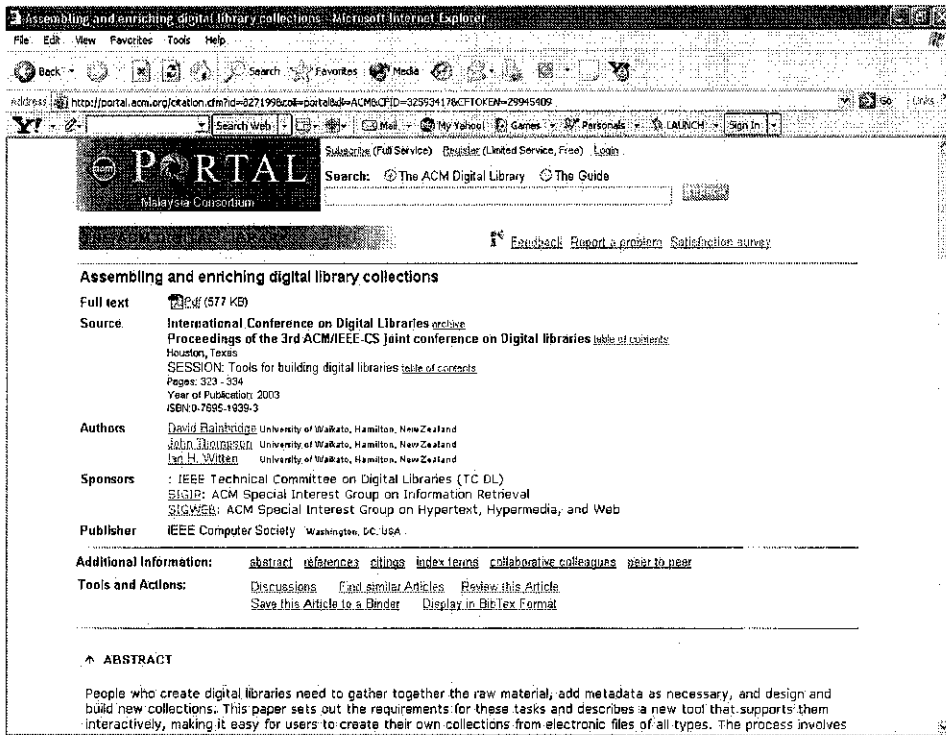 Assembling and enriching digital library collections - Microsoft Internet Explorer
File Edit View Favorites Tools Help
Back Search Favorites Media
Address http://portal.acm.org/citation.cfm?id=827199&coll=portal&dl=ACM&CFID=32593417&CFTOKEN=29945409 Go Links
Y! Search Web Mail My Yahoo! Games Personals LAUNCH Sign In
acm PORTAL
Malaysia Consortium
Subscribe (Full Service) Register (Limited Service, Free) Login
Search: The ACM Digital Library The Guide
Feedback Report a problem Satisfaction survey
Assembling and enriching digital library collections
Full text Pdf (577 KB)
Source International Conference on Digital Libraries archive
Proceedings of the 3rd ACM/IEEE-CS Joint conference on Digital libraries table of contents
Houston, Texas
SESSION: Tools for building digital libraries table of contents
Pages: 323 - 334
Year of Publication: 2003
ISBN:0-7695-1939-3
Authors David Bainbridge University of Waikato, Hamilton, New Zealand
John Thompson University of Waikato, Hamilton, New Zealand
Ian H. Witten University of Waikato, Hamilton, New Zealand
Sponsors : IEEE Technical Committee on Digital Libraries (TC DL)
SIGIR: ACM Special Interest Group on Information Retrieval
SIGWEB: ACM Special Interest Group on Hypertext, Hypermedia, and Web
Publisher IEEE Computer Society Washington, DC, USA
Additional Information: abstract references citings index terms collaborative colleagues peer to peer
Tools and Actions: Discussions Find similar Articles Review this Article
Save this Article to a Binder Display in BibTex Format
↑ ABSTRACT
People who create digital libraries need to gather together the raw material, add metadata as necessary, and design and
build new collections. This paper sets out the requirements for these tasks and describes a new tool that supports them
interactively, making it easy for users to create their own collections from electronic files of all types. The process involves